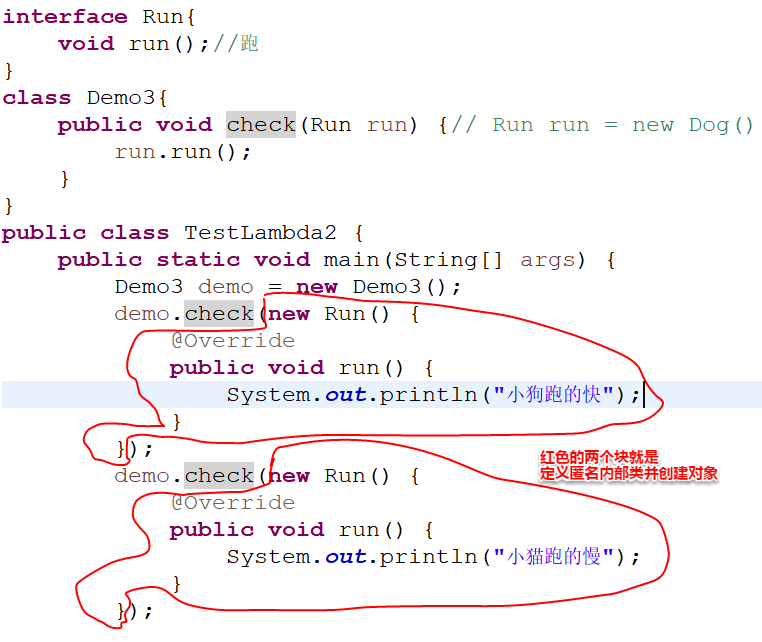 interface Run{
    void run();//跑
}
class Demo3{
    public void check(Run run) {// Run run = new Dog()
        run.run();
    }
}
public class TestLambda2 {
    public static void main(String[] args) {
        Demo3 demo = new Demo3();
        demo.check(new Run() {
            @Override
            public void run() {
                System.out.println("小狗跑的快");
            }
        });
        demo.check(new Run() {
            @Override
            public void run() {
                System.out.println("小猫跑的慢");
            }
        });
红色的两个块就是
定义匿名内部类并创建对象